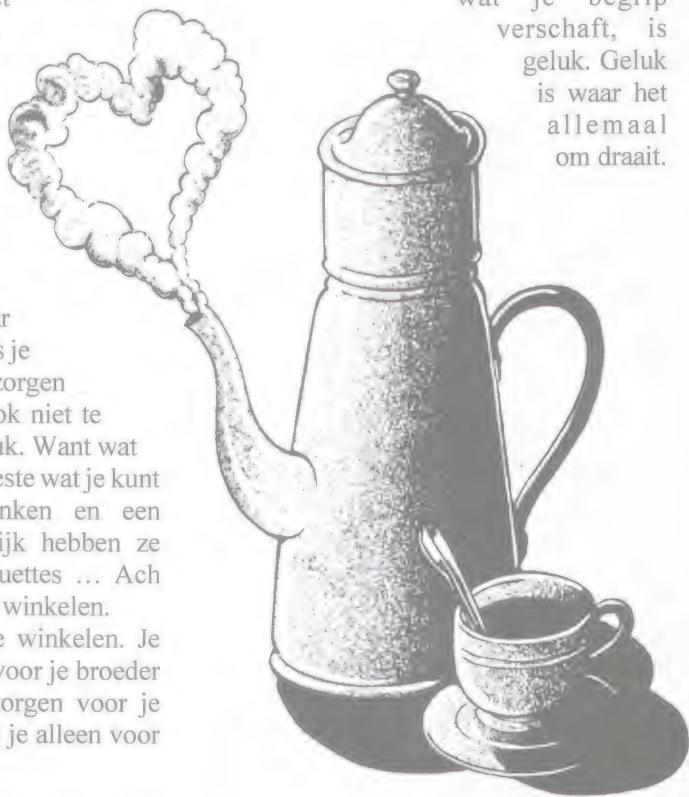 wat je begrip
verschaft, is
geluk. Geluk
is waar het
allemaal
om draait.
s je
zorgen
ok niet te
uk. Want wat
este wat je kunt
nken en een
ijk hebben ze
uettes … Ach
winkelen.
e winkelen. Je
voor je broeder
orgen voor je
je alleen voor